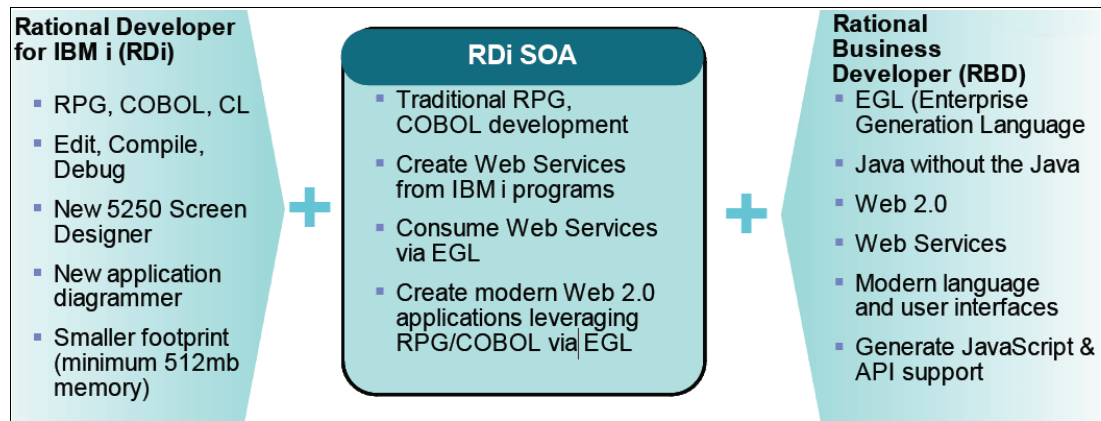 Rational Developer
for IBM i (RDi)
▪ RPG, COBOL, CL
▪ Edit, Compile,
Debug
▪ New 5250 Screen
Designer
▪ New application
diagrammer
▪ Smaller footprint
(minimum 512mb
memory)
+
RDi SOA
▪ Traditional RPG,
COBOL development
▪ Create Web Services
from IBM i programs
▪ Consume Web Services
via EGL
▪ Create modern Web 2.0
applications leveraging
RPG/COBOL via EGL
+
Rational
Business
Developer (RBD)
▪ EGL (Enterprise
Generation Language
▪ Java without the Java
▪ Web 2.0
▪ Web Services
▪ Modern language
and user interfaces
▪ Generate JavaScript &
API support